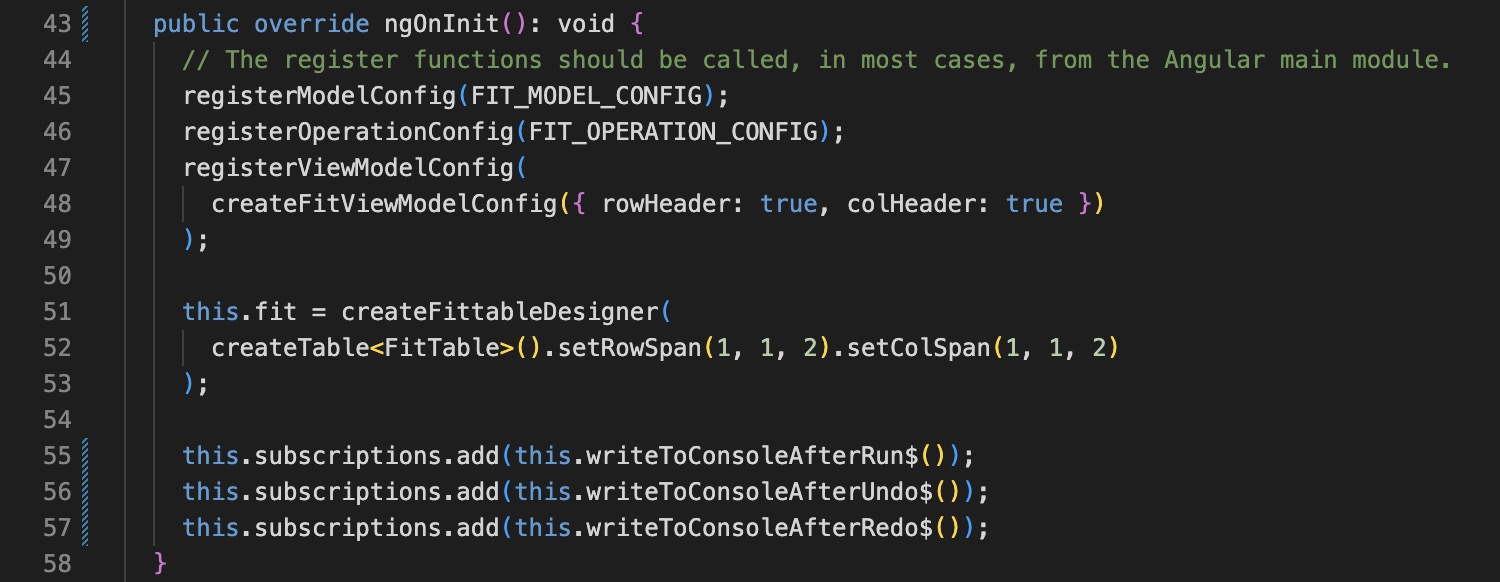 43 public override ngOnInit(): void {
44 // The register functions should be called, in most cases, from the Angular main module.
45 registerModelConfig(FIT_MODEL_CONFIG);
46 registerOperationConfig(FIT_OPERATION_CONFIG);
47 registerViewModelConfig(
48 createFitViewModelConfig({ rowHeader: true, colHeader: true })
49 );
50
51 this.fit = createFittableDesigner(
52 createTable<FitTable>().setRowSpan(1, 1, 2).setColSpan(1, 1, 2)
53 );
54
55 this.subscriptions.add(this.writeToConsoleAfterRun$());
56 this.subscriptions.add(this.writeToConsoleAfterUndo$());
57 this.subscriptions.add(this.writeToConsoleAfterRedo$());
58 }